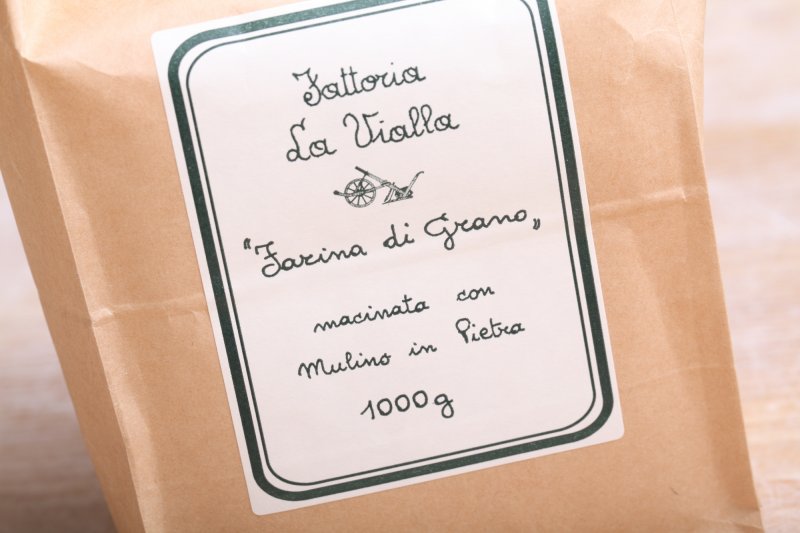 Fattoria
La Vialla
"Farina di Grano„
macinata con
Mulino in Pietra
1000g